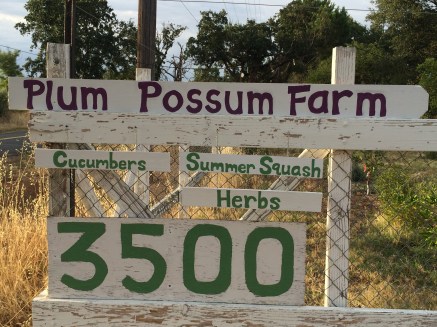 Plum Possum Farm
Cucumbers
Summer Squash
Herbs
3500